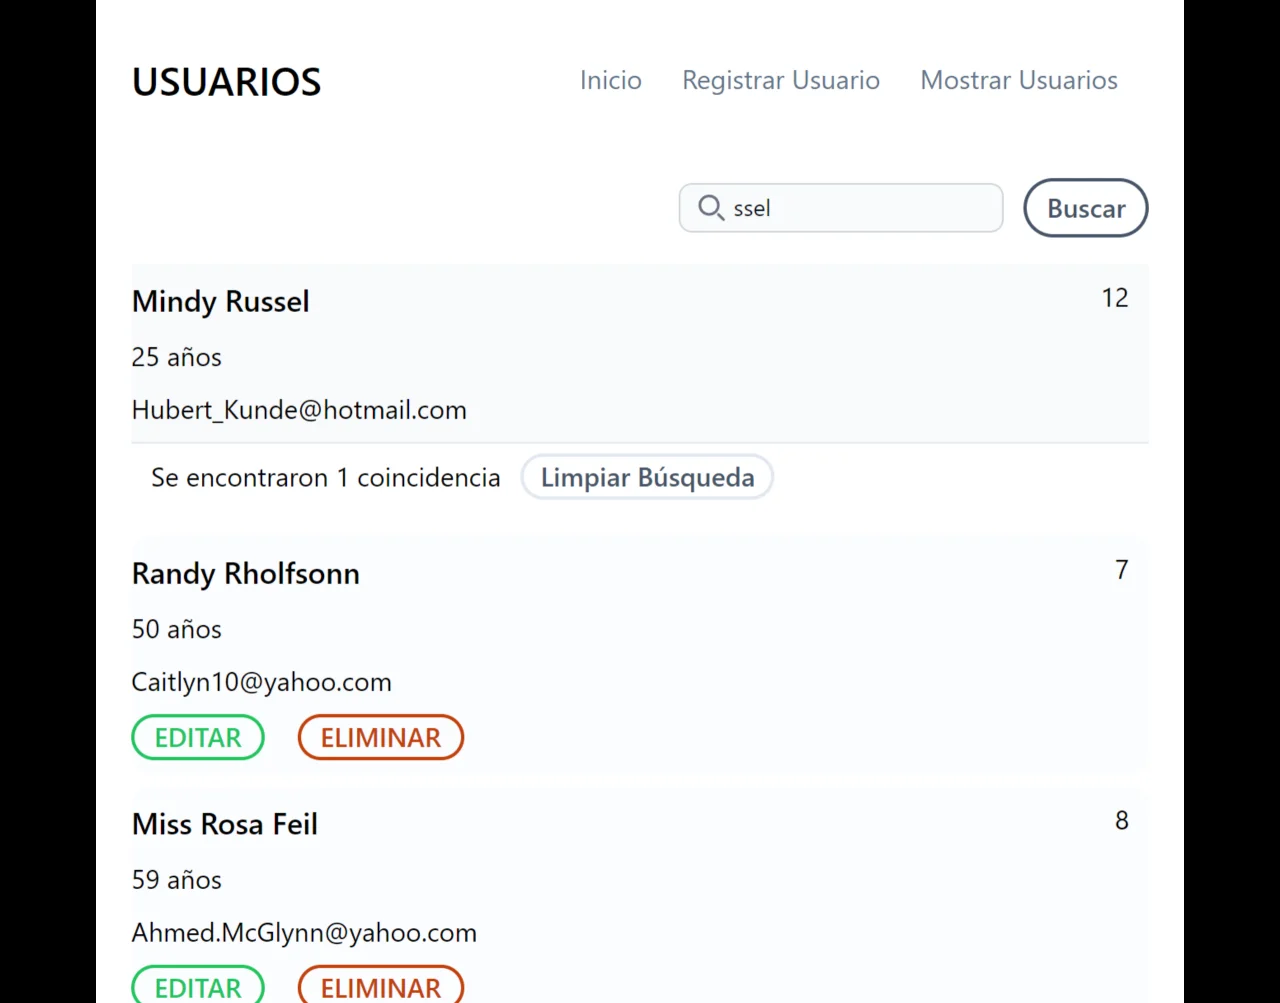 USUARIOS
Inicio Registrar Usuario Mostrar Usuarios
ssel Buscar
Mindy Russel 12
25 años
Hubert_Kunde@hotmail.com
Se encontraron 1 coincidencia Limpiar Búsqueda
Randy Rholfsonn 7
50 años
Caitlyn10@yahoo.com
EDITAR ELIMINAR
Miss Rosa Feil 8
59 años
Ahmed.McGlynn@yahoo.com
EDITAR ELIMINAR